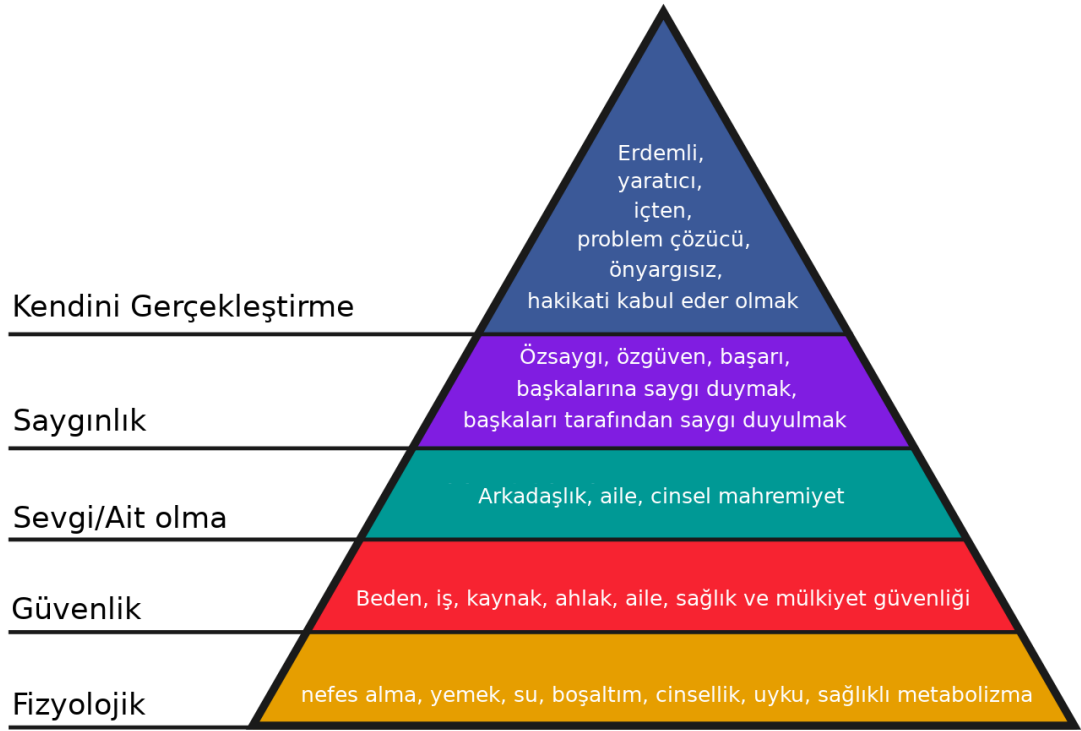 Erdemli,
yaratıcı,
içten,
problem çözücü,
önyargısız,
hakikati kabul eder olmak
Kendini Gerçekleştirme
Özsaygı, özgüven, başarı,
başkalarına saygı duymak,
başkaları tarafından saygı duyulmak
Saygınlık
Arkadaşlık, aile, cinsel mahremiyet
Sevgi/Ait olma
Beden, iş, kaynak, ahlak, aile, sağlık ve mülkiyet güvenliği
Güvenlik
nefes alma, yemek, su, boşaltım, cinsellik, uyku, sağlıklı metabolizma
Fizyolojik